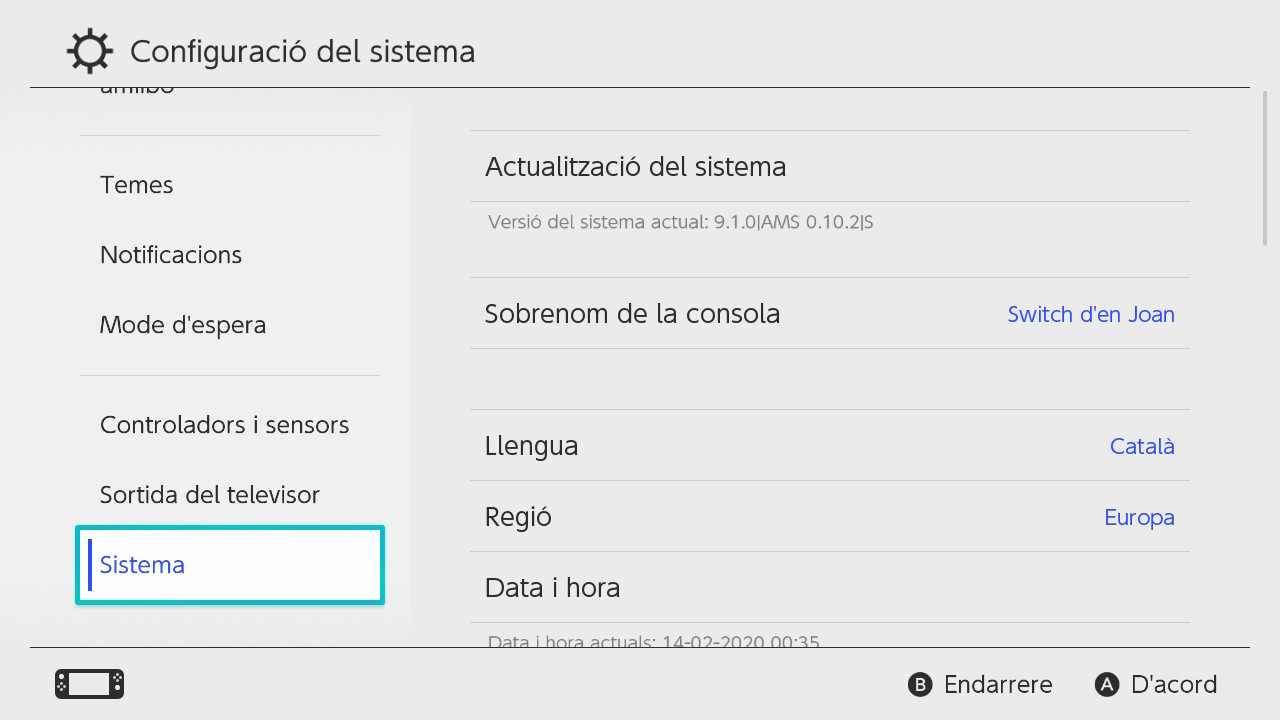 Configuració del sistema
amiibo
Temes
Notificacions
Mode d'espera
Controladors i sensors
Sortida del televisor
Sistema
Actualització del sistema
Versió del sistema actual: 9.1.0|AMS 0.10.2|S
Sobrenom de la consola Switch d'en Joan
Llengua Català
Regió Europa
Data i hora
Data i hora actuals: 14-02-2020 00:35
B Endarrere A D'acord